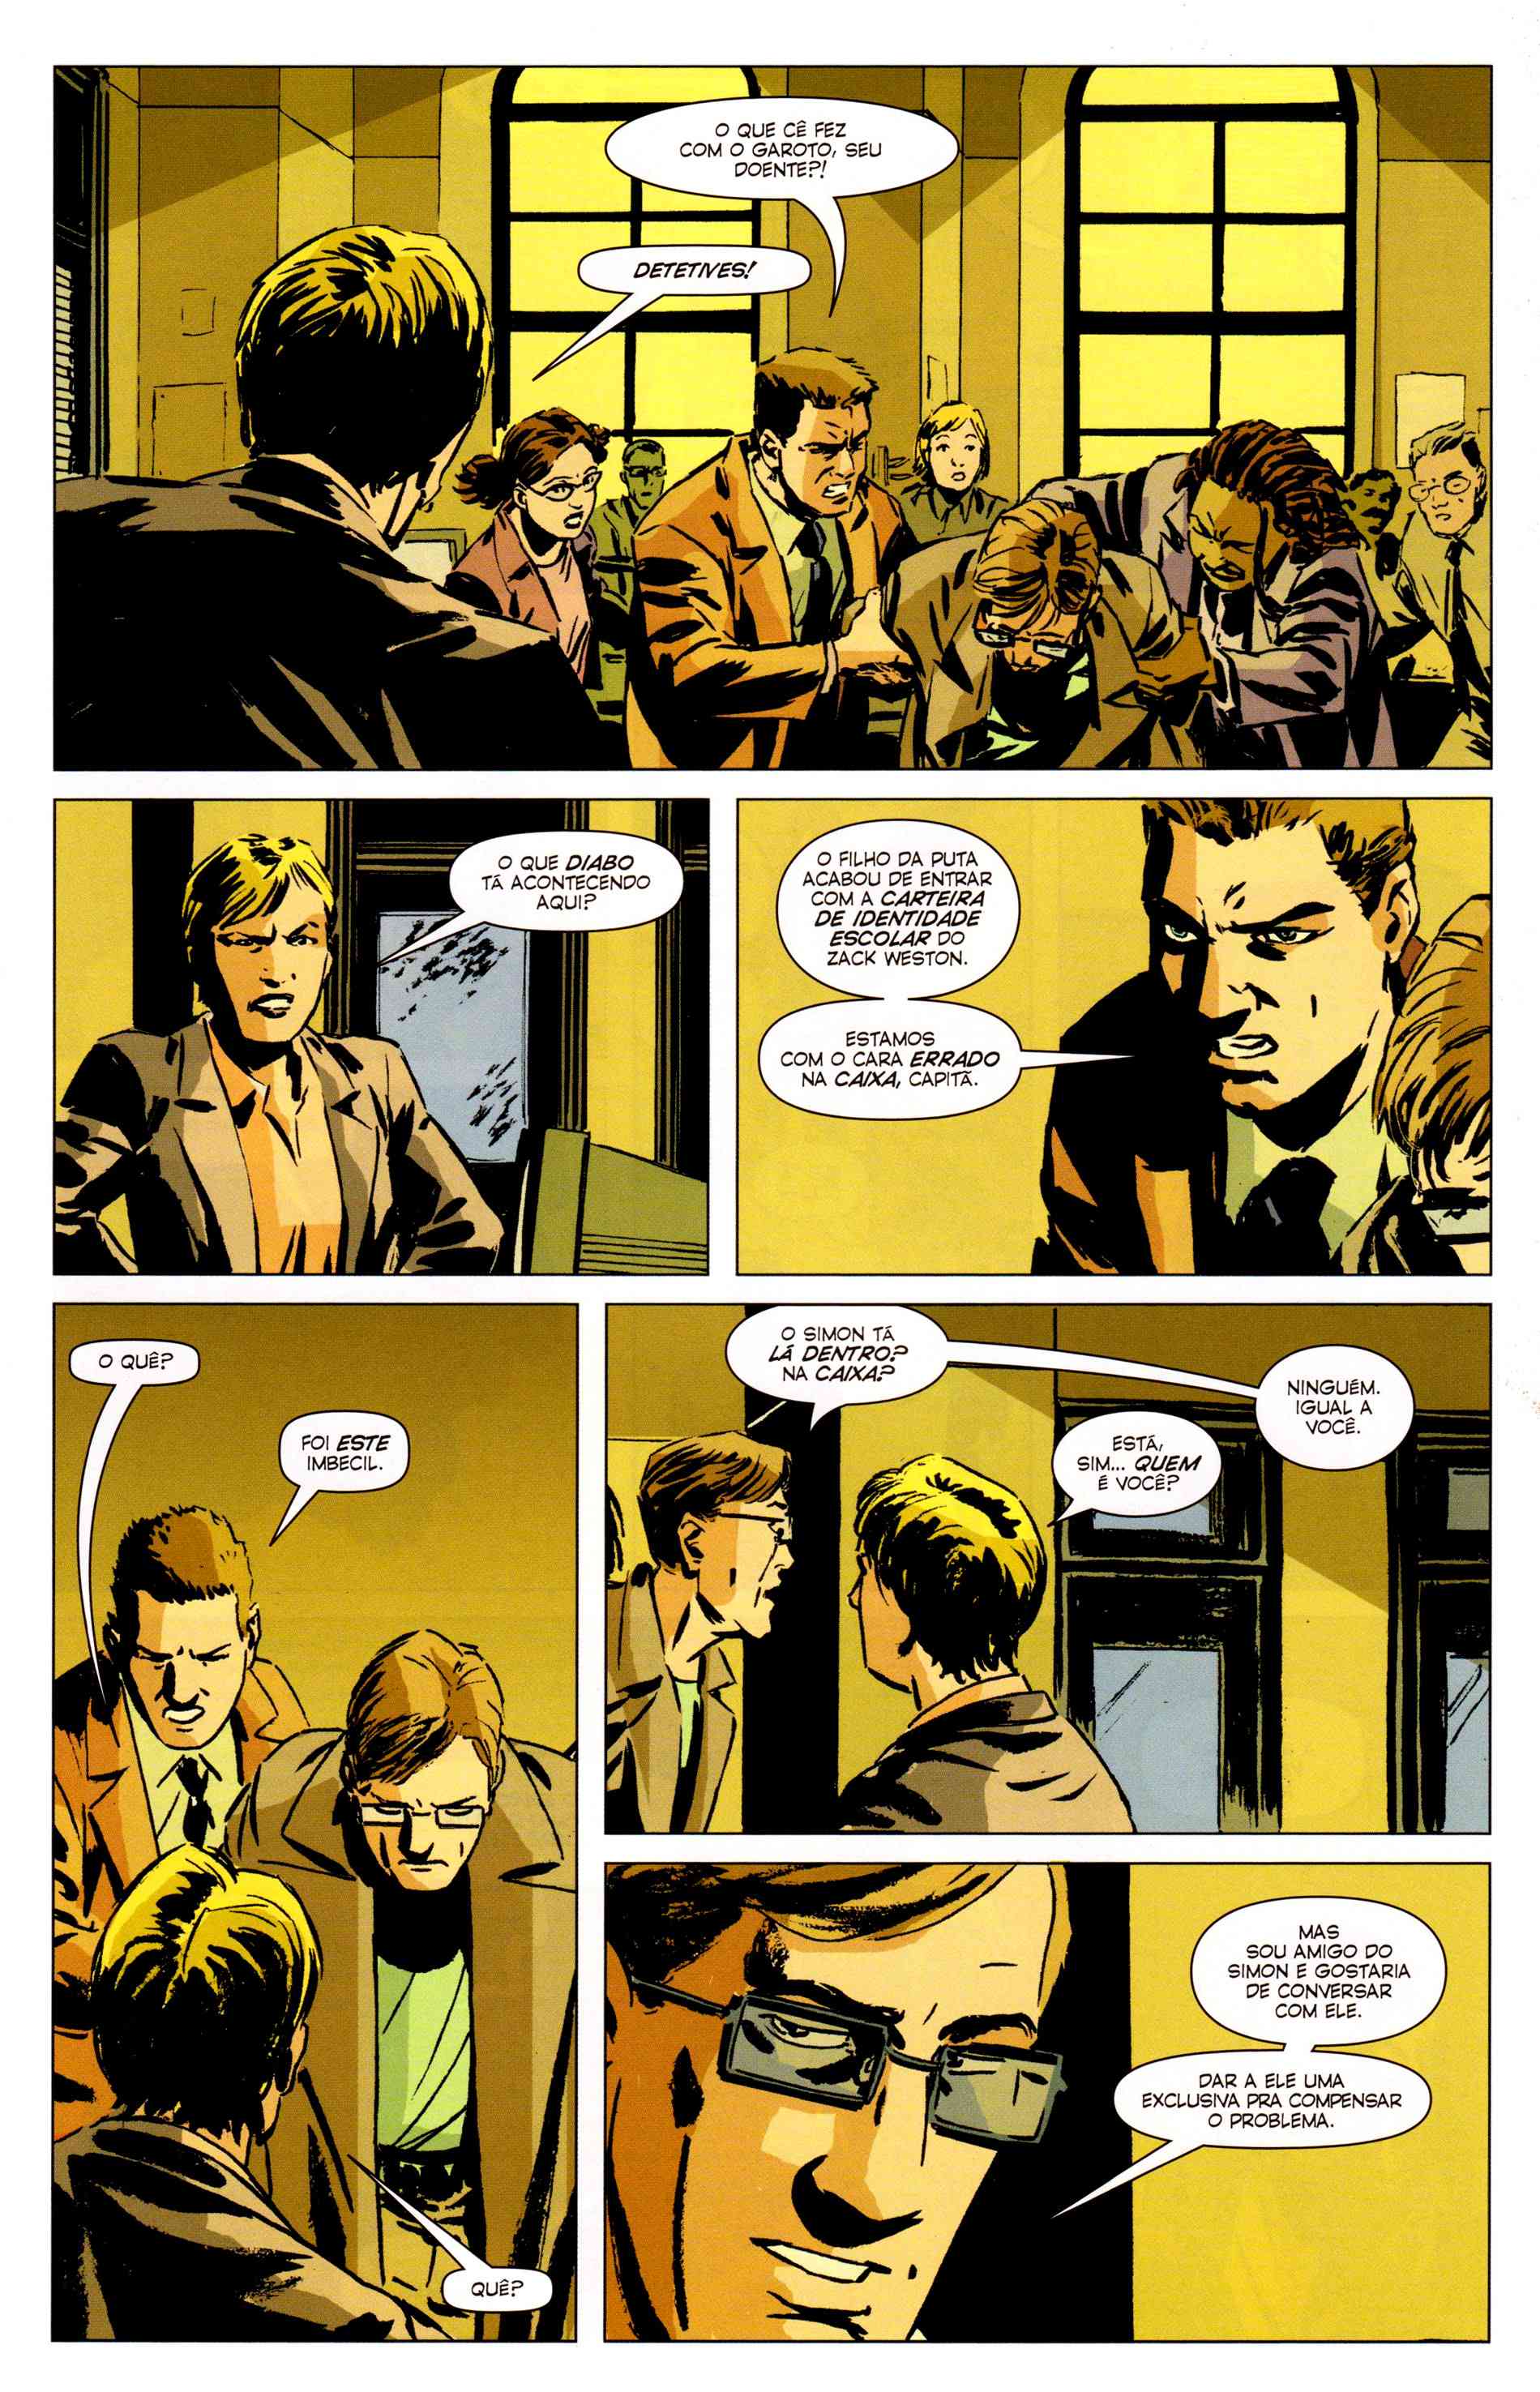 O QUE CÊ FEZ
COM O GAROTO, SEU
DOENTE?!
DETETIVES!
O QUE DIABO
TÁ ACONTECENDO
AQUI?
O FILHO DA PUTA
ACABOU DE ENTRAR
COM A CARTEIRA
DE IDENTIDADE
ESCOLAR DO
ZACK WESTON.
ESTAMOS
COM O CARA ERRADO
NA CAIXA, CAPITÃ.
O QUÊ?
FOI ESTE
IMBECIL.
QUÊ?
O SIMON TÁ
LÁ DENTRO?
NA CAIXA?
ESTÁ,
SIM... QUEM
É VOCÊ?
NINGUÉM.
IGUAL A
VOCÊ.
MAS
SOU AMIGO DO
SIMON E GOSTARIA
DE CONVERSAR
COM ELE.
DAR A ELE UMA
EXCLUSIVA PRA COMPENSAR
O PROBLEMA.